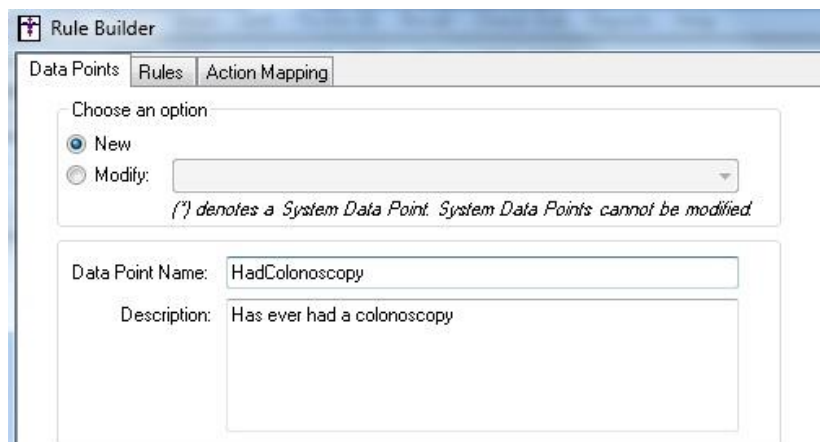 Rule Builder
Data Points Rules Action Mapping
Choose an option
New
Modify:
(*) denotes a System Data Point. System Data Points cannot be modified.
Data Point Name: HadColonoscopy
Description: Has ever had a colonoscopy